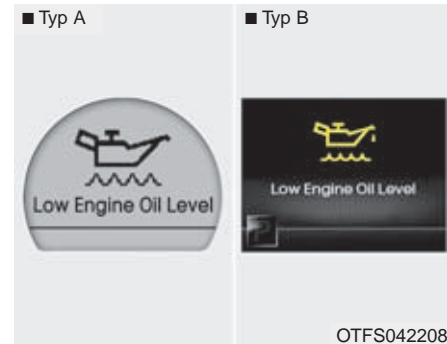 ■ Typ A
■ Typ B
Low Engine Oil Level
Low Engine Oil Level
P
OTFS042208